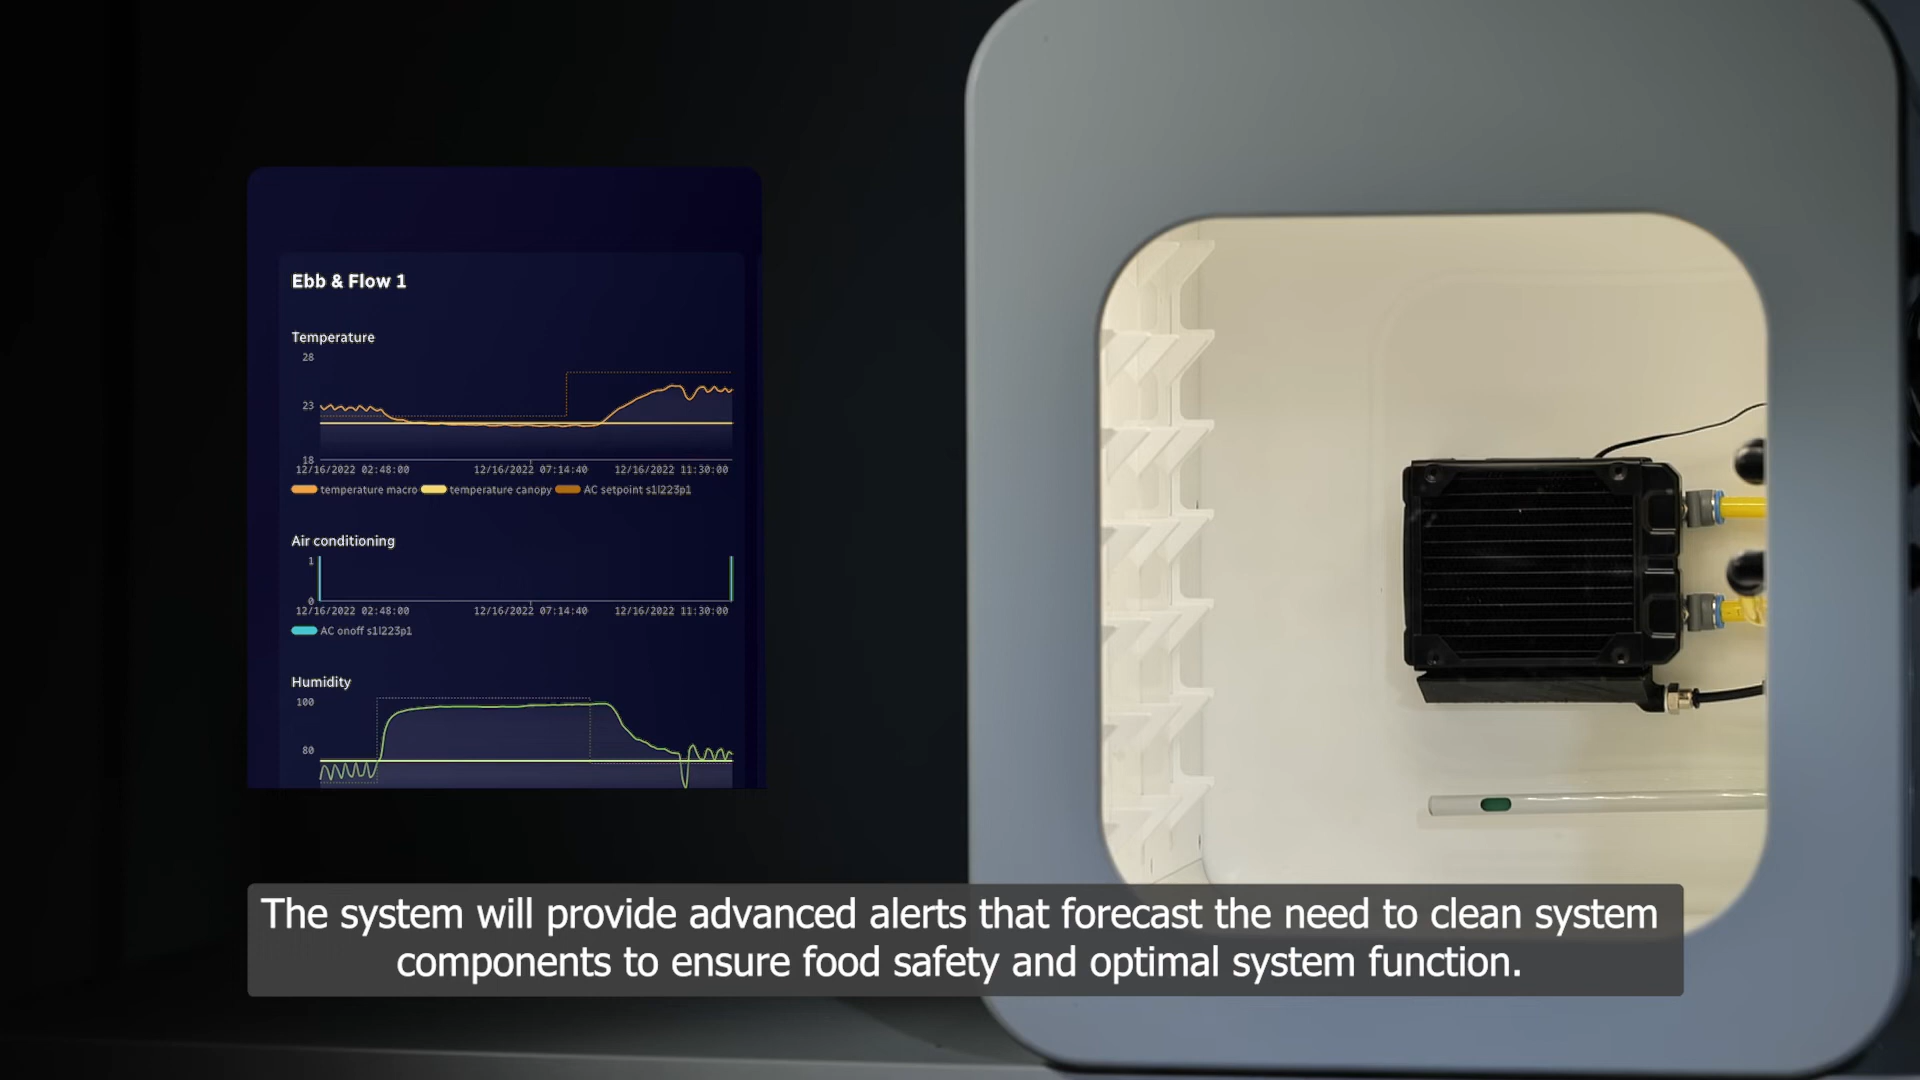 Ebb & Flow 1
Temperature
28
23
18
12/16/2022 02:48:00 12/16/2022 07:14:40 12/16/2022 11:30:00
temperature macro temperature canopy AC setpoint s1l223p1
Air conditioning
1
0
12/16/2022 02:48:00 12/16/2022 07:14:40 12/16/2022 11:30:00
AC onoff s1l223p1
Humidity
100
80
The system will provide advanced alerts that forecast the need to clean system
components to ensure food safety and optimal system function.